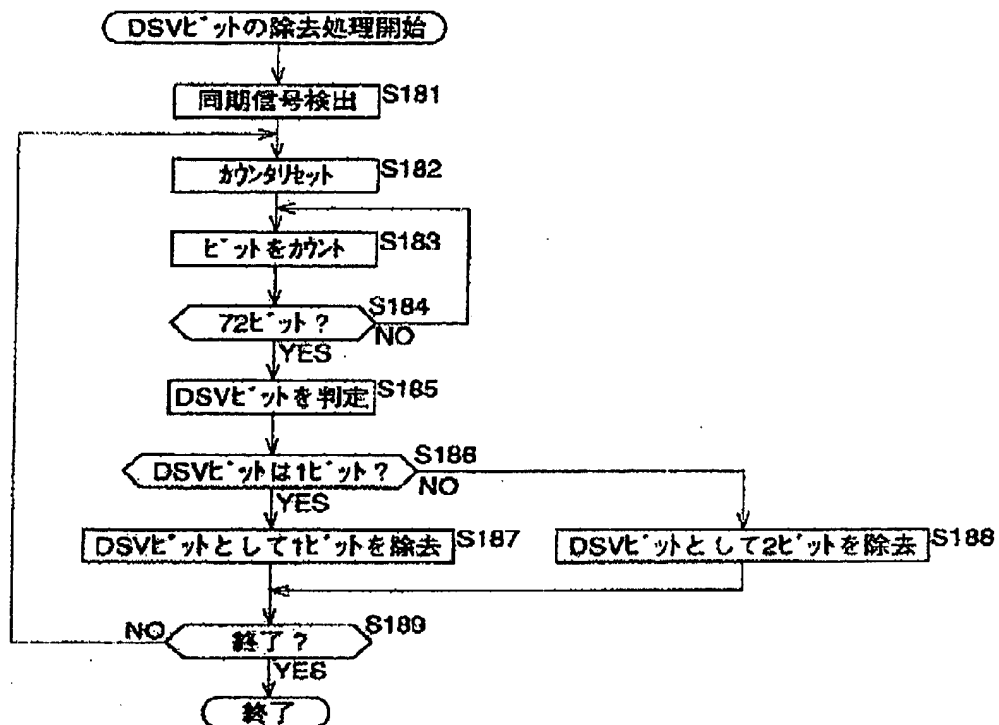 DSVビットの除去処理開始
同期信号検出 S181
カウンタリセット S182
ビットをカウント S183
S184
72ビット？
NO
YES
DSVビットを判定 S185
S186
DSVビットは1ビット？
NO
YES
DSVビットとして1ビットを除去 S187
DSVビットとして2ビットを除去 S188
NO
終了？ S189
YES
終了